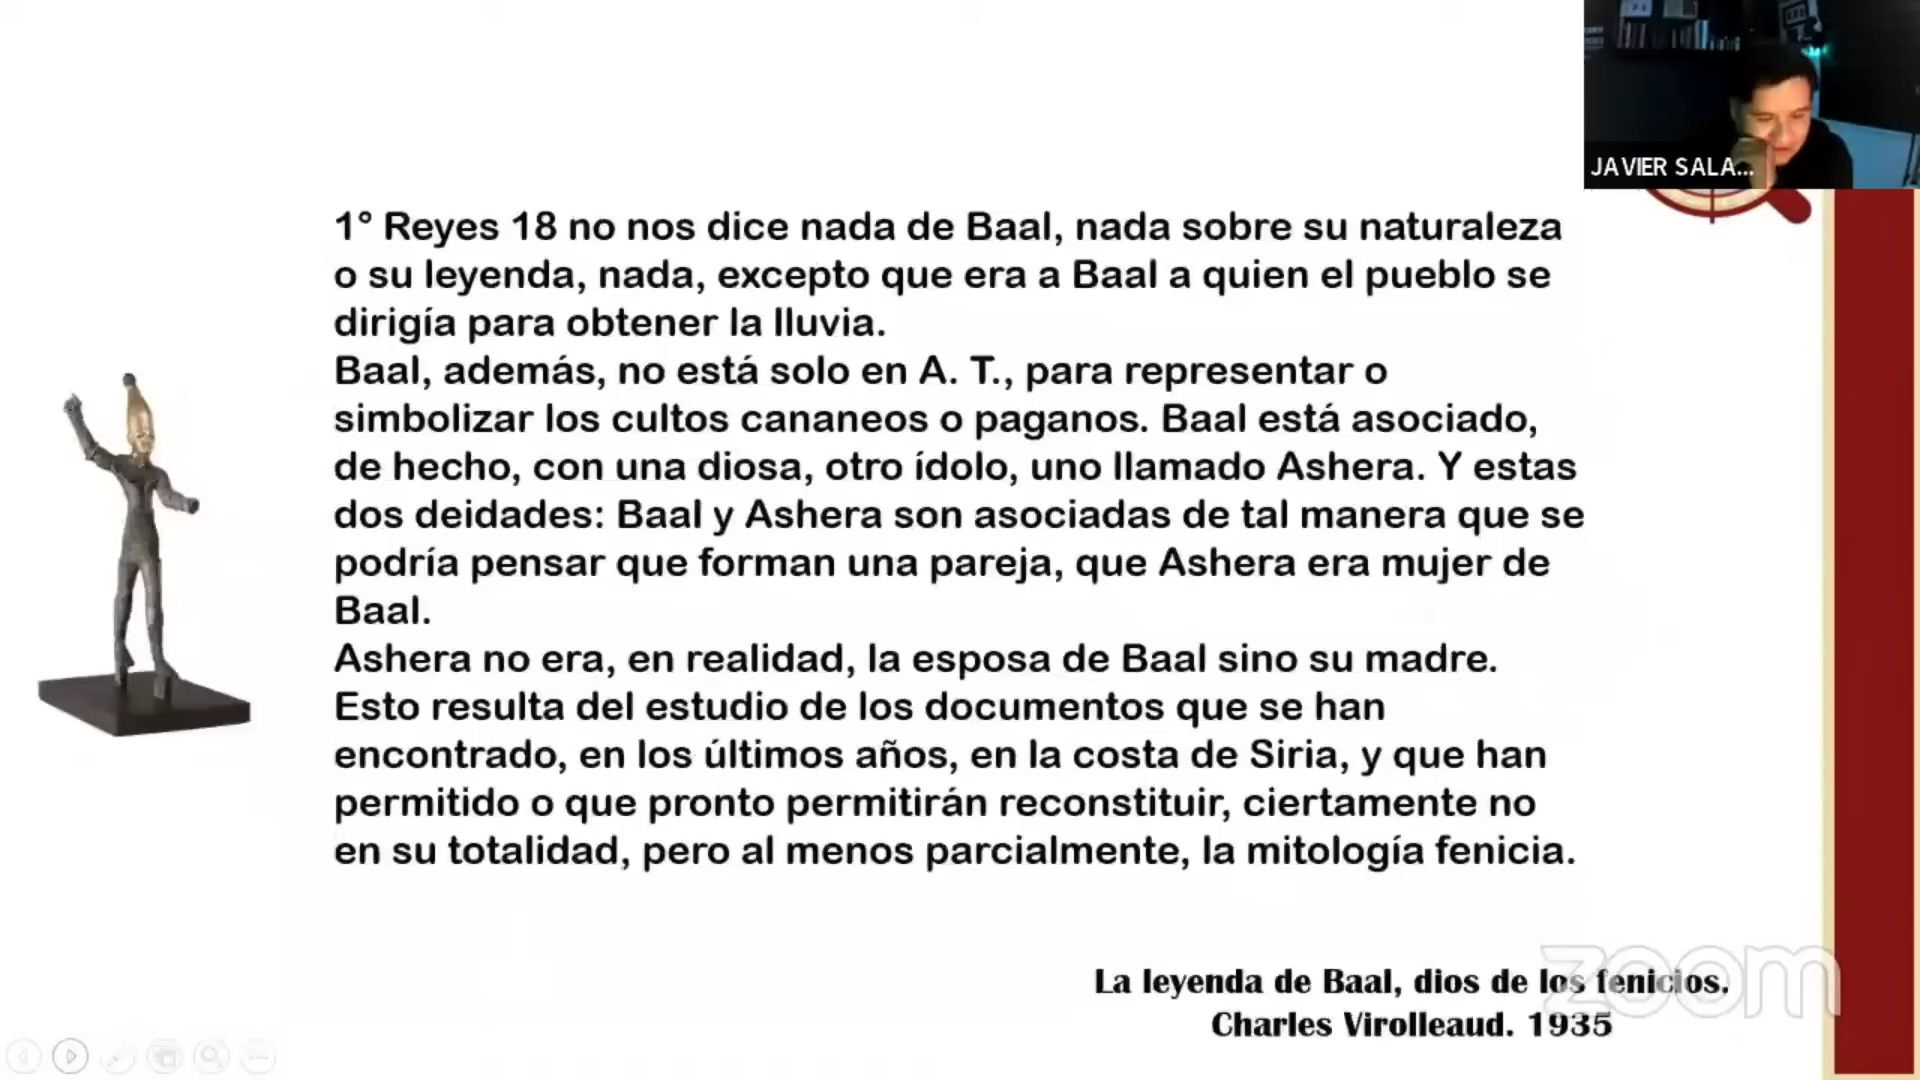 JAVIER SALA...
1° Reyes 18 no nos dice nada de Baal, nada sobre su naturaleza
o su leyenda, nada, excepto que era a Baal a quien el pueblo se
dirigía para obtener la lluvia.
Baal, además, no está solo en A. T., para representar o
simbolizar los cultos cananeos o paganos. Baal está asociado,
de hecho, con una diosa, otro ídolo, uno llamado Ashera. Y estas
dos deidades: Baal y Ashera son asociadas de tal manera que se
podría pensar que forman una pareja, que Ashera era mujer de
Baal.
Ashera no era, en realidad, la esposa de Baal sino su madre.
Esto resulta del estudio de los documentos que se han
encontrado, en los últimos años, en la costa de Siria, y que han
permitido o que pronto permitirán reconstituir, ciertamente no
en su totalidad, pero al menos parcialmente, la mitología fenicia.
La leyenda de Baal, dios de los fenicios.
Charles Virolleaud. 1935
zoom